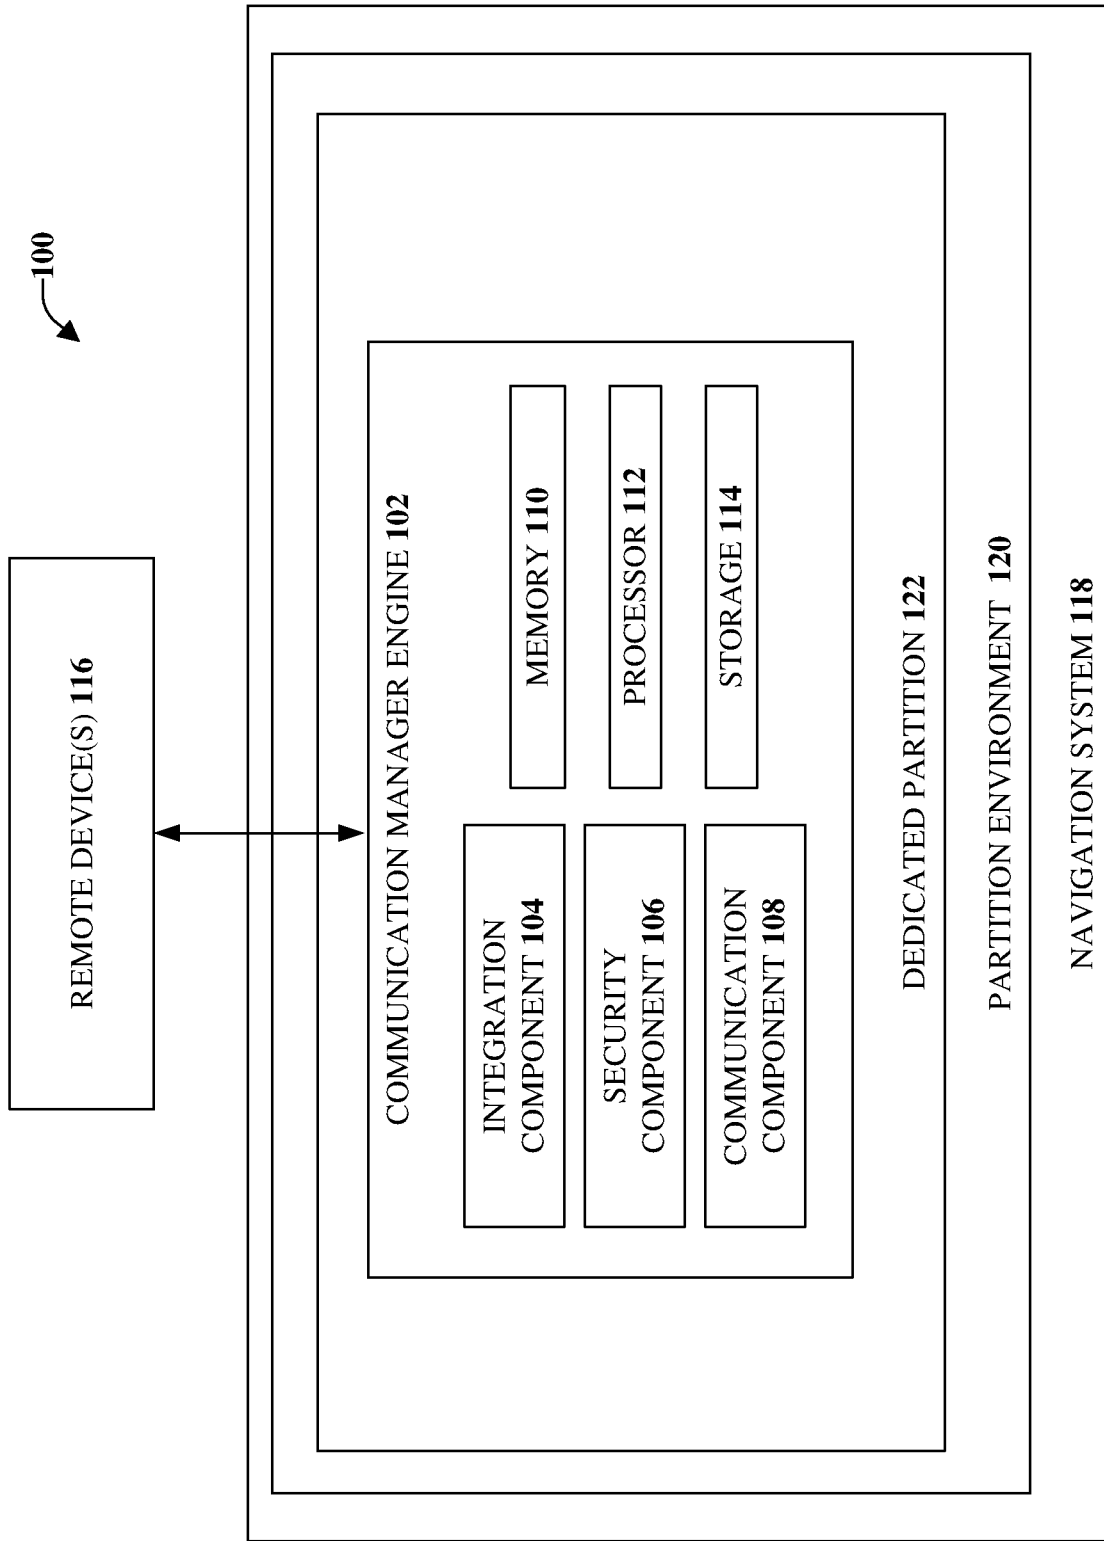 100
REMOTE DEVICE(S) 116
COMMUNICATION MANAGER ENGINE 102
INTEGRATION
COMPONENT 104
SECURITY
COMPONENT 106
COMMUNICATION
COMPONENT 108
MEMORY 110
PROCESSOR 112
STORAGE 114
DEDICATED PARTITION 122
PARTITION ENVIRONMENT 120
NAVIGATION SYSTEM 118